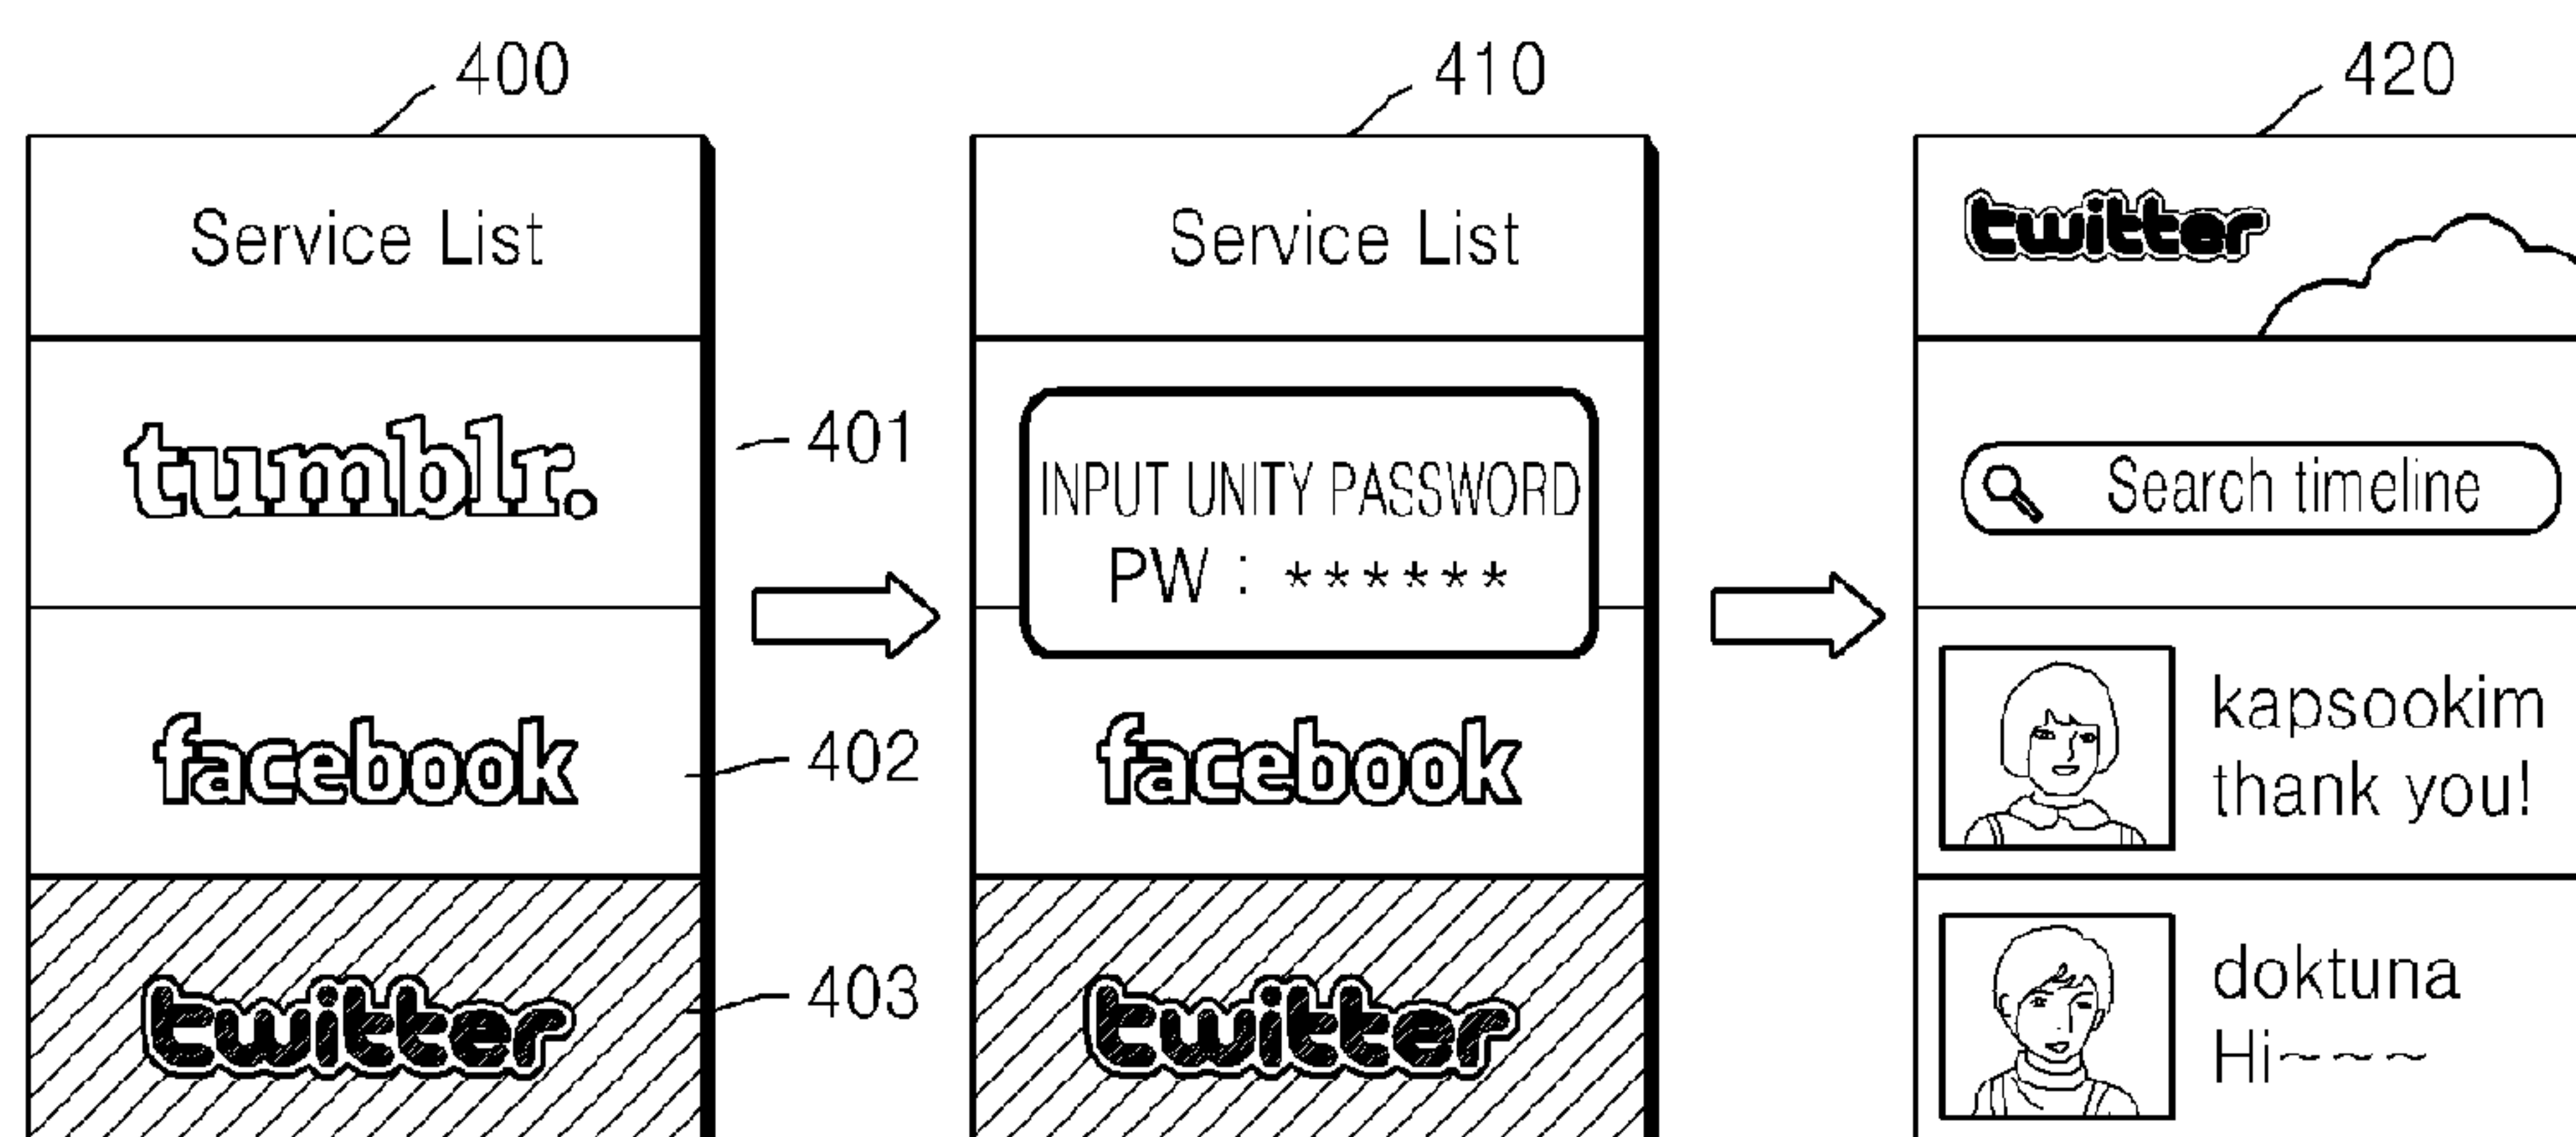 400
Service List
tumblr.
401
facebook
402
twitter
403
410
Service List
INPUT UNITY PASSWORD
PW : ******
facebook
twitter
420
twitter
Search timeline
kapsookim
thank you!
doktuna
Hi~~~